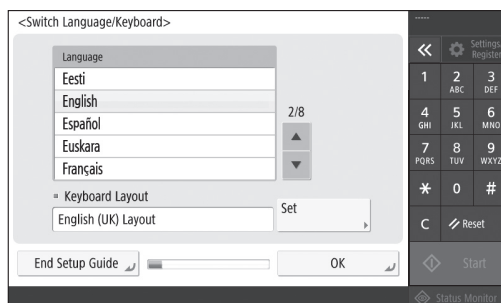 <Switch Language/Keyboard>
Language
Eesti
English
Español
Euskara
Français
2/8
Keyboard Layout
English (UK) Layout
Set
End Setup Guide
OK
Settings/
Register
1
2
ABC
3
DEF
4
GHI
5
JKL
6
MNO
7
PQRS
8
TUV
9
WXYZ
*
0
#
C
Reset
Start
Status Monitor